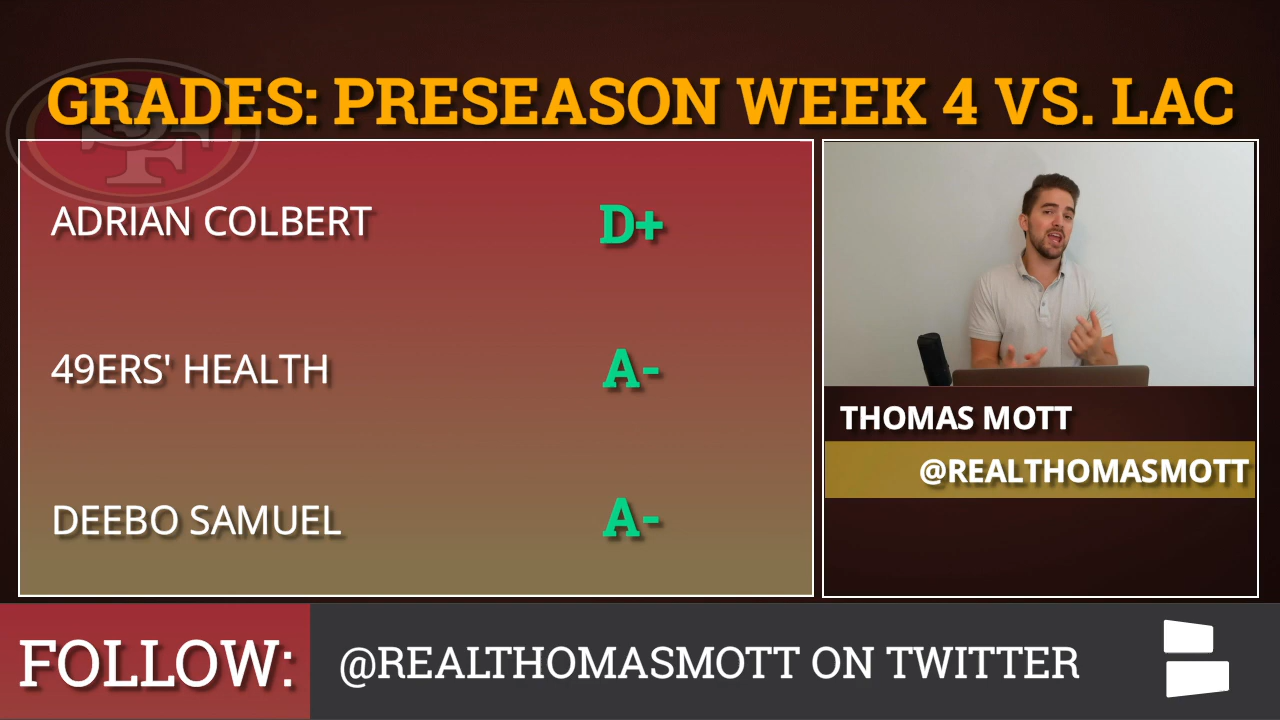 GRADES: PRESEASON WEEK 4 VS. LAC
SF
ADRIAN COLBERT D+
49ERS' HEALTH A-
DEEBO SAMUEL A-
THOMAS MOTT
@REALTHOMASMOTT
FOLLOW: @REALTHOMASMOTT ON TWITTER